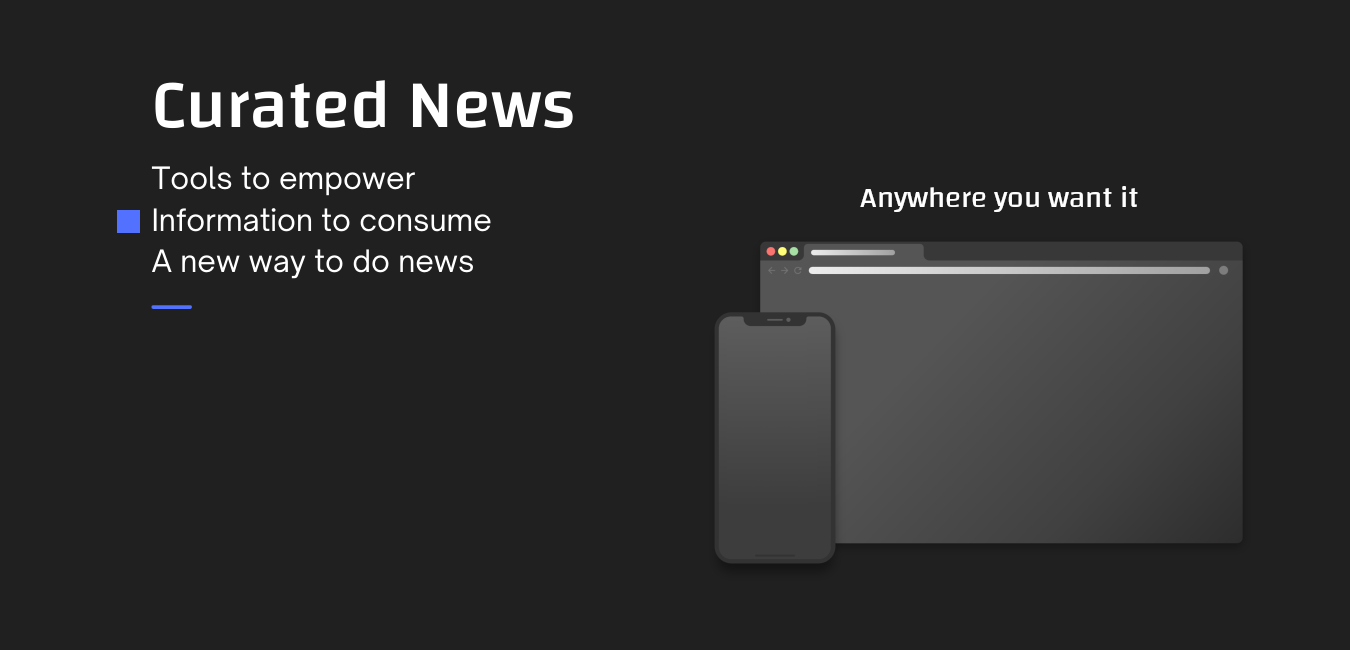 Curated News
Tools to empower
Information to consume
A new way to do news
Anywhere you want it